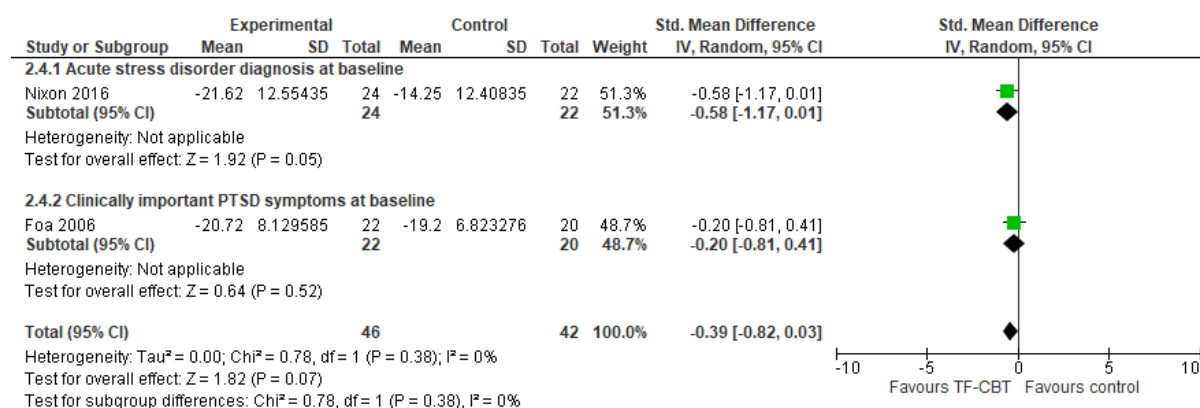 Experimental Control Std. Mean Difference Std. Mean Difference
Study or Subgroup Mean SD Total Mean SD Total Weight IV, Random, 95% CI IV, Random, 95% CI
2.4.1 Acute stress disorder diagnosis at baseline
Nixon 2016 -21.62 12.55435 24 -14.25 12.40835 22 51.3% -0.58 [-1.17, 0.01]
Subtotal (95% CI) 24 22 51.3% -0.58 [-1.17, 0.01]
Heterogeneity: Not applicable
Test for overall effect: Z = 1.92 (P = 0.05)
2.4.2 Clinically important PTSD symptoms at baseline
Foa 2006 -20.72 8.129585 22 -19.2 6.823276 20 48.7% -0.20 [-0.81, 0.41]
Subtotal (95% CI) 22 20 48.7% -0.20 [-0.81, 0.41]
Heterogeneity: Not applicable
Test for overall effect: Z = 0.64 (P = 0.52)
Total (95% CI) 46 42 100.0% -0.39 [-0.82, 0.03]
Heterogeneity: Tau² = 0.00; Chi² = 0.78, df = 1 (P = 0.38); I² = 0%
Test for overall effect: Z = 1.82 (P = 0.07)
Test for subgroup differences: Chi² = 0.78, df = 1 (P = 0.38), I² = 0%
-10 -5 0 5 10
Favours TF-CBT Favours control